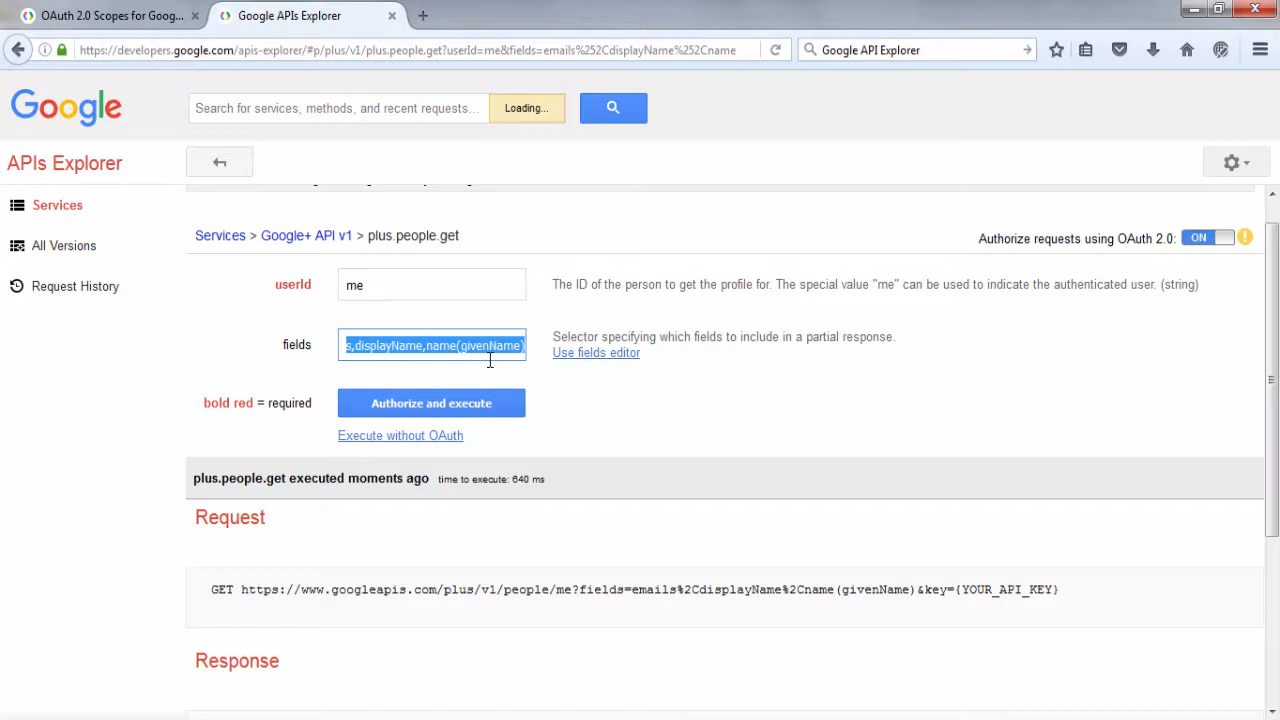 OAuth 2.0 Scopes for Goog...
Google APIs Explorer
https://developers.google.com/apis-explorer/#p/plus/v1/plus.people.get?userId=me&fields=emails%252CdisplayName%252Cname
Google API Explorer
Google
Search for services, methods, and recent requests...
Loading...
APIs Explorer
Services
All Versions
Request History
Services > Google+ API v1 > plus.people.get
Authorize requests using OAuth 2.0: ON
userId
me
The ID of the person to get the profile for. The special value "me" can be used to indicate the authenticated user. (string)
fields
s,displayName,name(givenName)
Selector specifying which fields to include in a partial response.
Use fields editor
bold red = required
Authorize and execute
Execute without OAuth
plus.people.get executed moments ago time to execute: 640 ms
Request
GET https://www.googleapis.com/plus/v1/people/me?fields=emails%2CdisplayName%2Cname(givenName)&key={YOUR_API_KEY}
Response